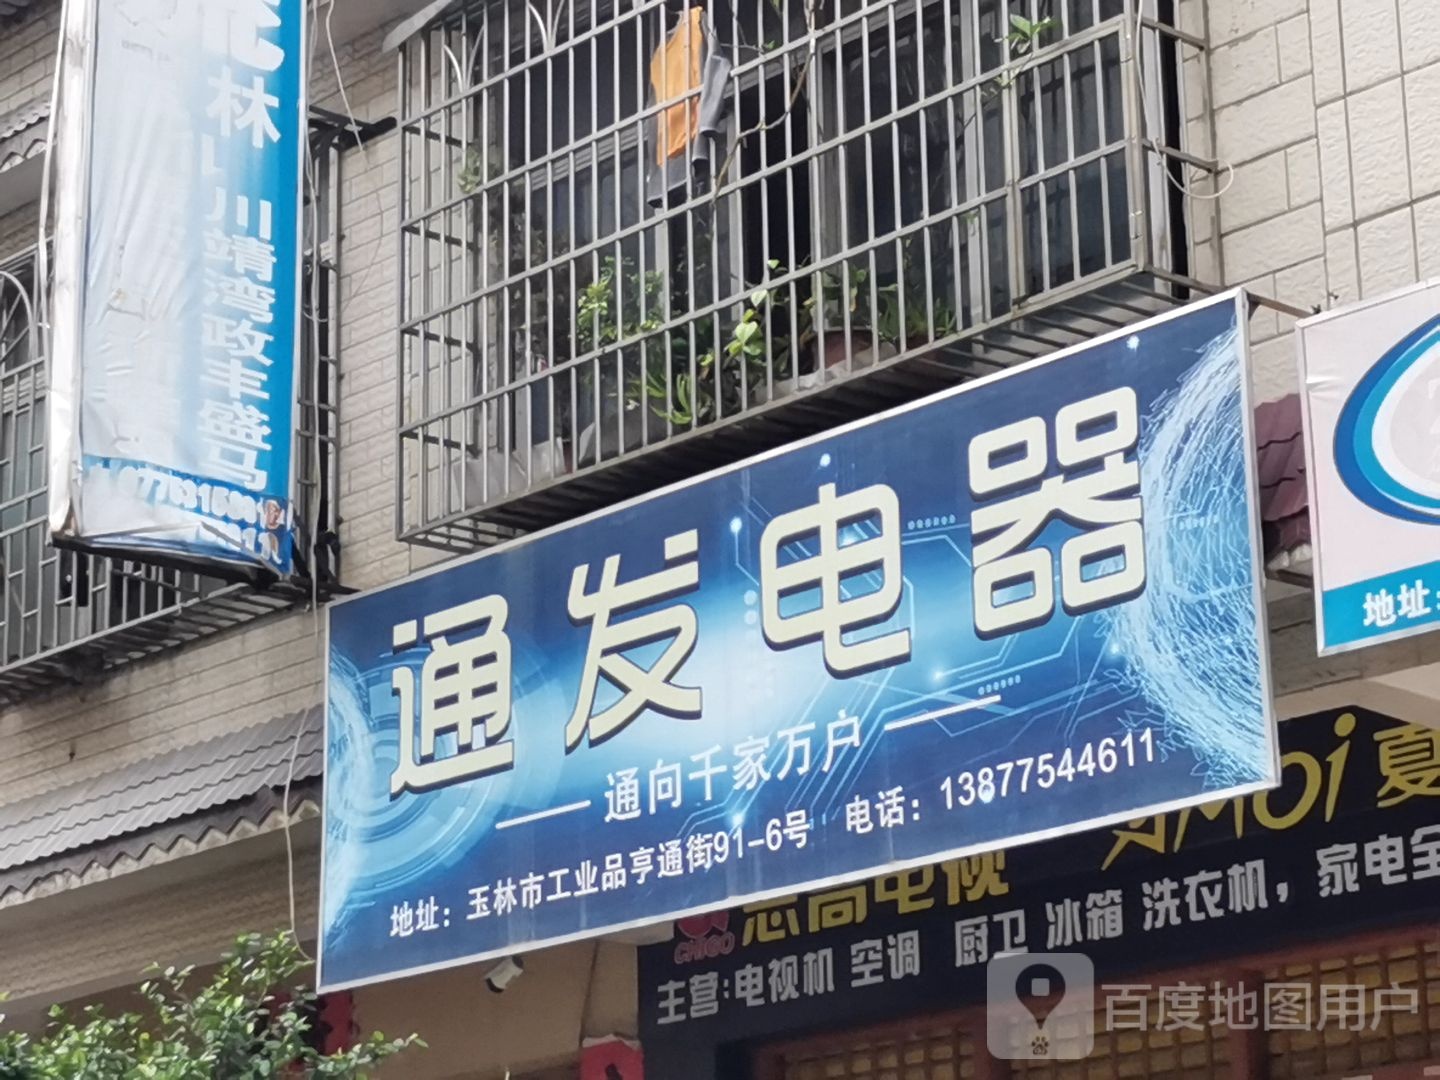 林
川靖湾政丰盛马
通发电器
通向千家万户
地址：玉林市工业品亨通街91-6号 电话：13877544611
地址：
CHIGO 志高电视 AMOi 夏
主营：电视机 空调 厨卫 冰箱 洗衣机，家电全
百度地图用户